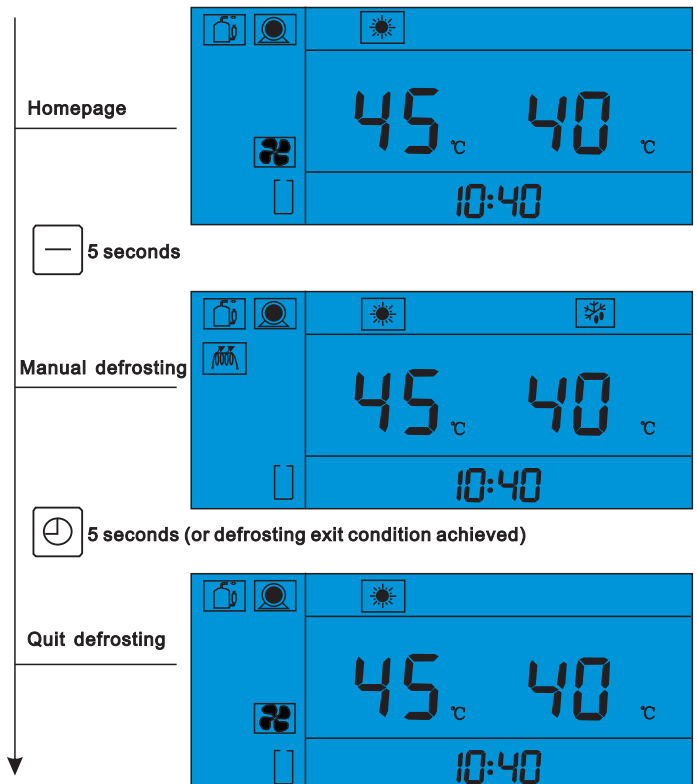 Homepage
45 ℃ 40 ℃
10:40
5 seconds
Manual defrosting
45 ℃ 40 ℃
10:40
5 seconds (or defrosting exit condition achieved)
Quit defrosting
45 ℃ 40 ℃
10:40